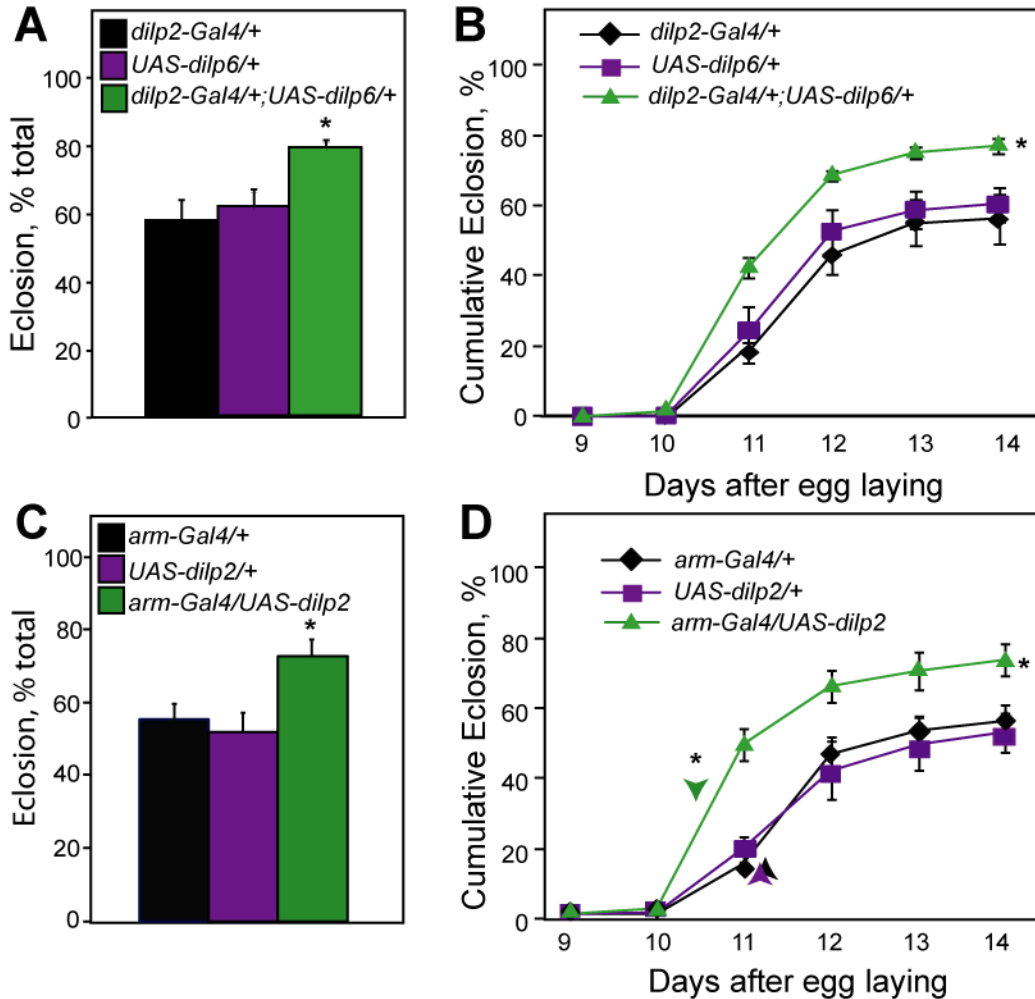 A
dilp2-Gal4/+
UAS-dilp6/+
dilp2-Gal4/+;UAS-dilp6/+
*
Eclosion, % total
100
80
60
40
20
0
B
dilp2-Gal4/+
UAS-dilp6/+
dilp2-Gal4/+;UAS-dilp6/+
*
Cumulative Eclosion, %
100
80
60
40
20
0
9 10 11 12 13 14
Days after egg laying
C
arm-Gal4/+
UAS-dilp2/+
arm-Gal4/UAS-dilp2
*
Eclosion, % total
100
80
60
40
20
0
D
arm-Gal4/+
UAS-dilp2/+
arm-Gal4/UAS-dilp2
*
*
Cumulative Eclosion, %
100
80
60
40
20
0
9 10 11 12 13 14
Days after egg laying